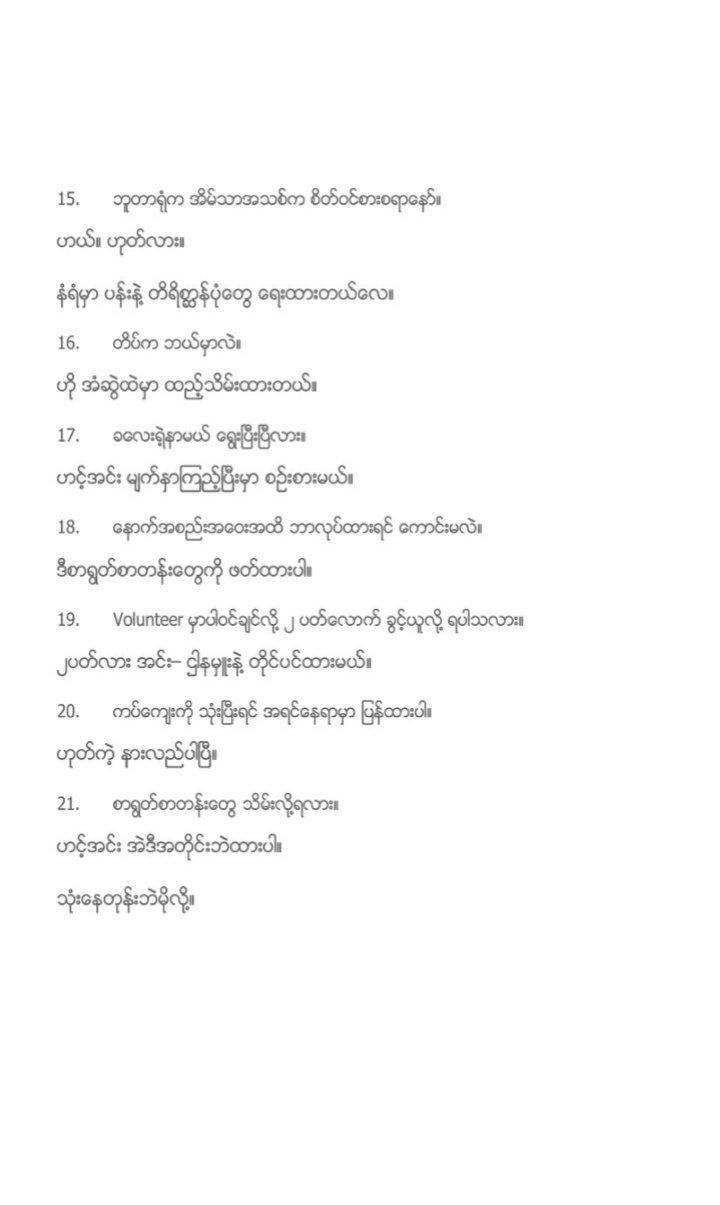 15. ဘူတာရုံက အိမ်သာအသစ်က စိတ်ဝင်စားစရာနော်။
ဟယ်။ ဟုတ်လား။
နံရံမှာ ပန်းနဲ့ တိရိစ္ဆာန်ပုံတွေ ရေးထားတယ်လေ။
16. တိပ်က ဘယ်မှာလဲ။
ဟို အံဆွဲထဲမှာ ထည့်သိမ်းထားတယ်။
17. ခလေးရဲ့နာမယ် ရွေးပြီးပြီလား။
ဟင့်အင်း မျက်နှာကြည့်ပြီးမှာ စဉ်းစားမယ်။
18. နောက်အစည်းအဝေးအထိ ဘာလုပ်ထားရင် ကောင်းမလဲ။
ဒီစာရွတ်စာတန်းတွေကို ဖတ်ထားပါ။
19. Volunteer မှာပါဝင်ချင်လို့ ၂ ပတ်လောက် ခွင့်ယူလို့ ရပါသလား။
၂ပတ်လား အင်း– ဌါနမှူးနဲ့ တိုင်ပင်ထားမယ်။
20. ကပ်ကျေးကို သုံးပြီးရင် အရင်နေရာမှာ ပြန်ထားပါ။
ဟုတ်ကဲ့ နားလည်ပါပြီ။
21. စာရွတ်စာတန်းတွေ သိမ်းလို့ရလား။
ဟင့်အင်း အဲဒီအတိုင်းဘဲထားပါ။
သုံးနေတုန်းဘဲမိုလို့။